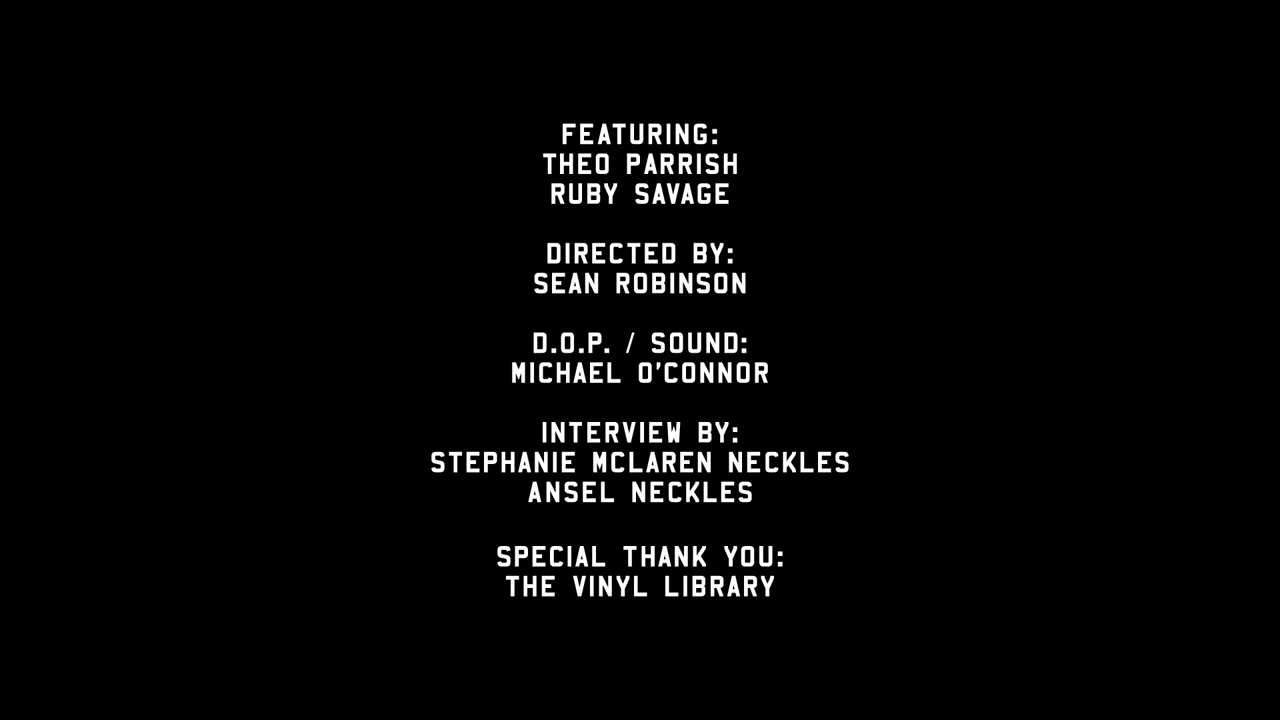 FEATURING:
THEO PARRISH
RUBY SAVAGE
DIRECTED BY:
SEAN ROBINSON
D.O.P. / SOUND:
MICHAEL O'CONNOR
INTERVIEW BY:
STEPHANIE MCLAREN NECKLES
ANSEL NECKLES
SPECIAL THANK YOU:
THE VINYL LIBRARY